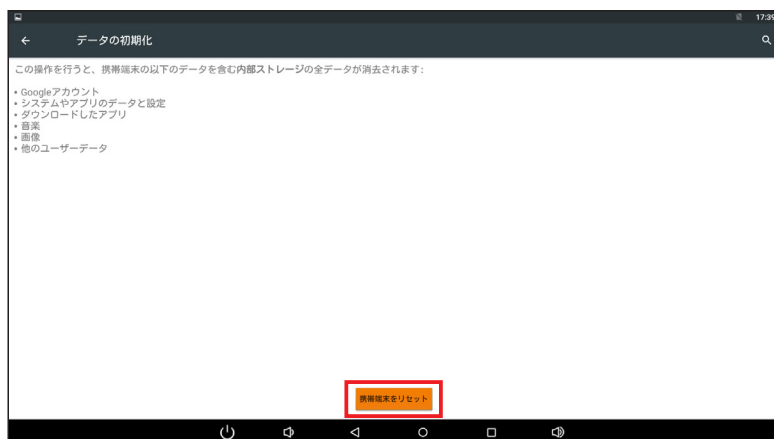 17:39
データの初期化
この操作を行うと、携帯端末の以下のデータを含む内部ストレージの全データが消去されます:
• Googleアカウント
• システムやアプリのデータと設定
• ダウンロードしたアプリ
• 音楽
• 画像
• 他のユーザーデータ
携帯端末をリセット